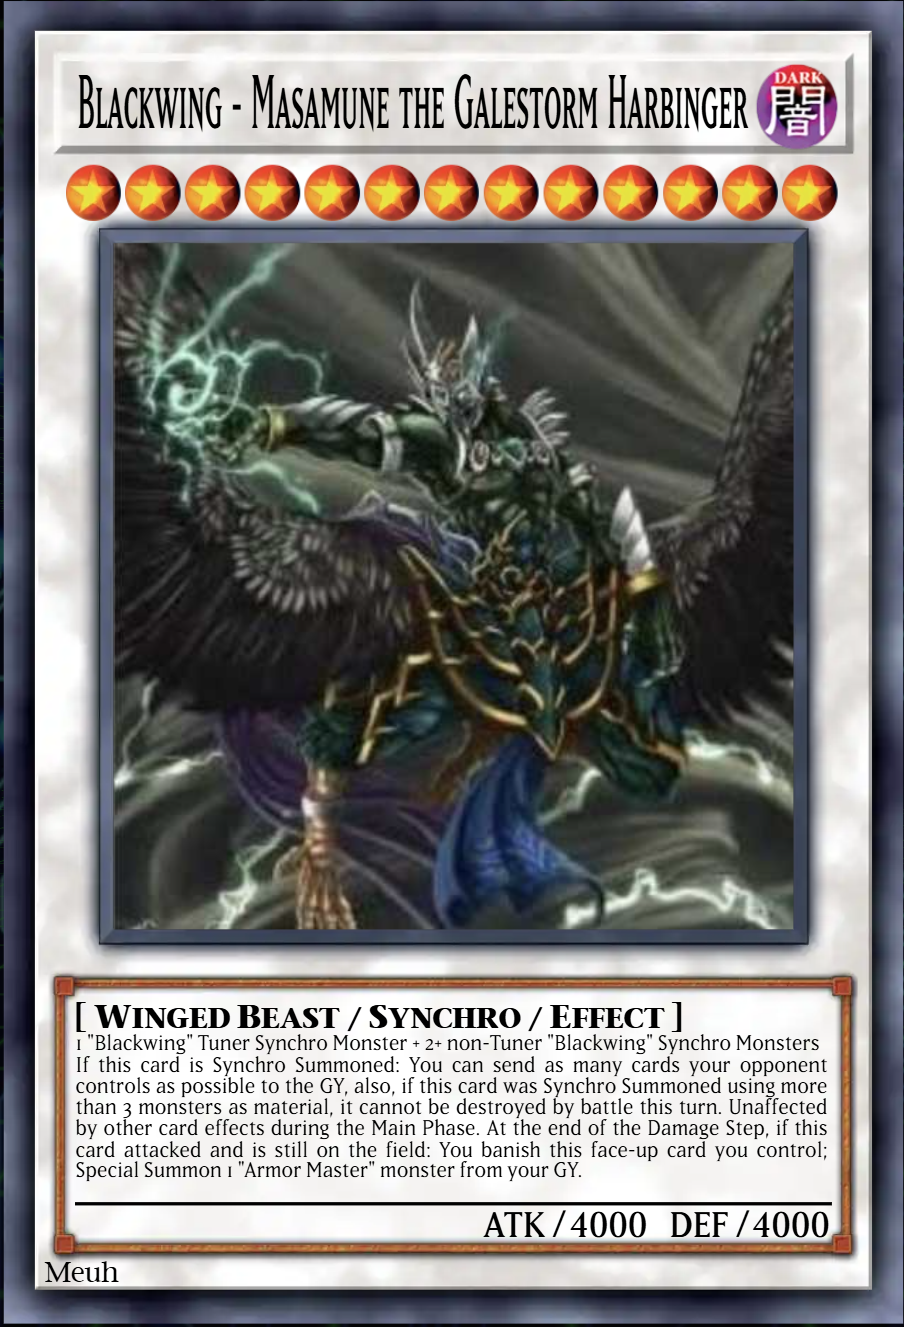 Blackwing - Masamune the Galestorm Harbinger
DARK
闇
[ Winged Beast / Synchro / Effect ]
1 "Blackwing" Tuner Synchro Monster + 2+ non-Tuner "Blackwing" Synchro Monsters
If this card is Synchro Summoned: You can send as many cards your opponent
controls as possible to the GY, also, if this card was Synchro Summoned using more
than 3 monsters as material, it cannot be destroyed by battle this turn. Unaffected
by other card effects during the Main Phase. At the end of the Damage Step, if this
card attacked and is still on the field: You banish this face-up card you control;
Special Summon 1 "Armor Master" monster from your GY.
ATK / 4000 DEF / 4000
Meuh